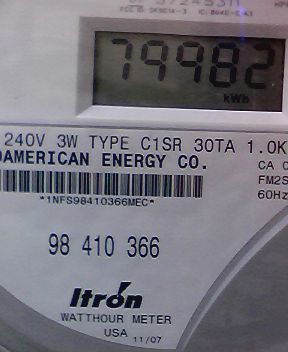 79982
kWh
240V 3W TYPE C1SR 30TA 1.0K
DAMERICAN ENERGY CO.
CA
*1NFS98410366MEC*
FM2S
60Hz
98 410 366
Itron
WATTHOUR METER
USA 11/07